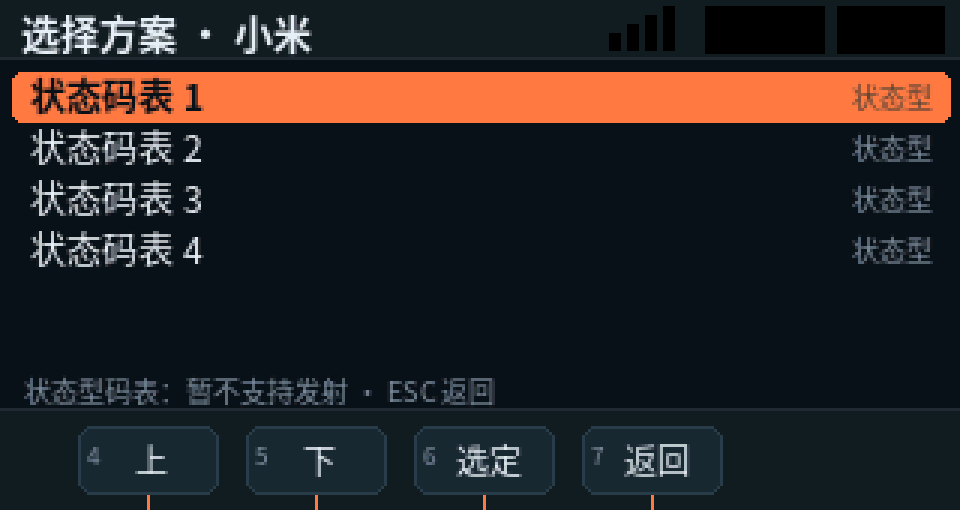 选择方案 · 小米
状态码表 1 状态型
状态码表 2 状态型
状态码表 3 状态型
状态码表 4 状态型
状态型码表：暂不支持发射 · ESC返回
4 上 5 下 6 选定 7 返回